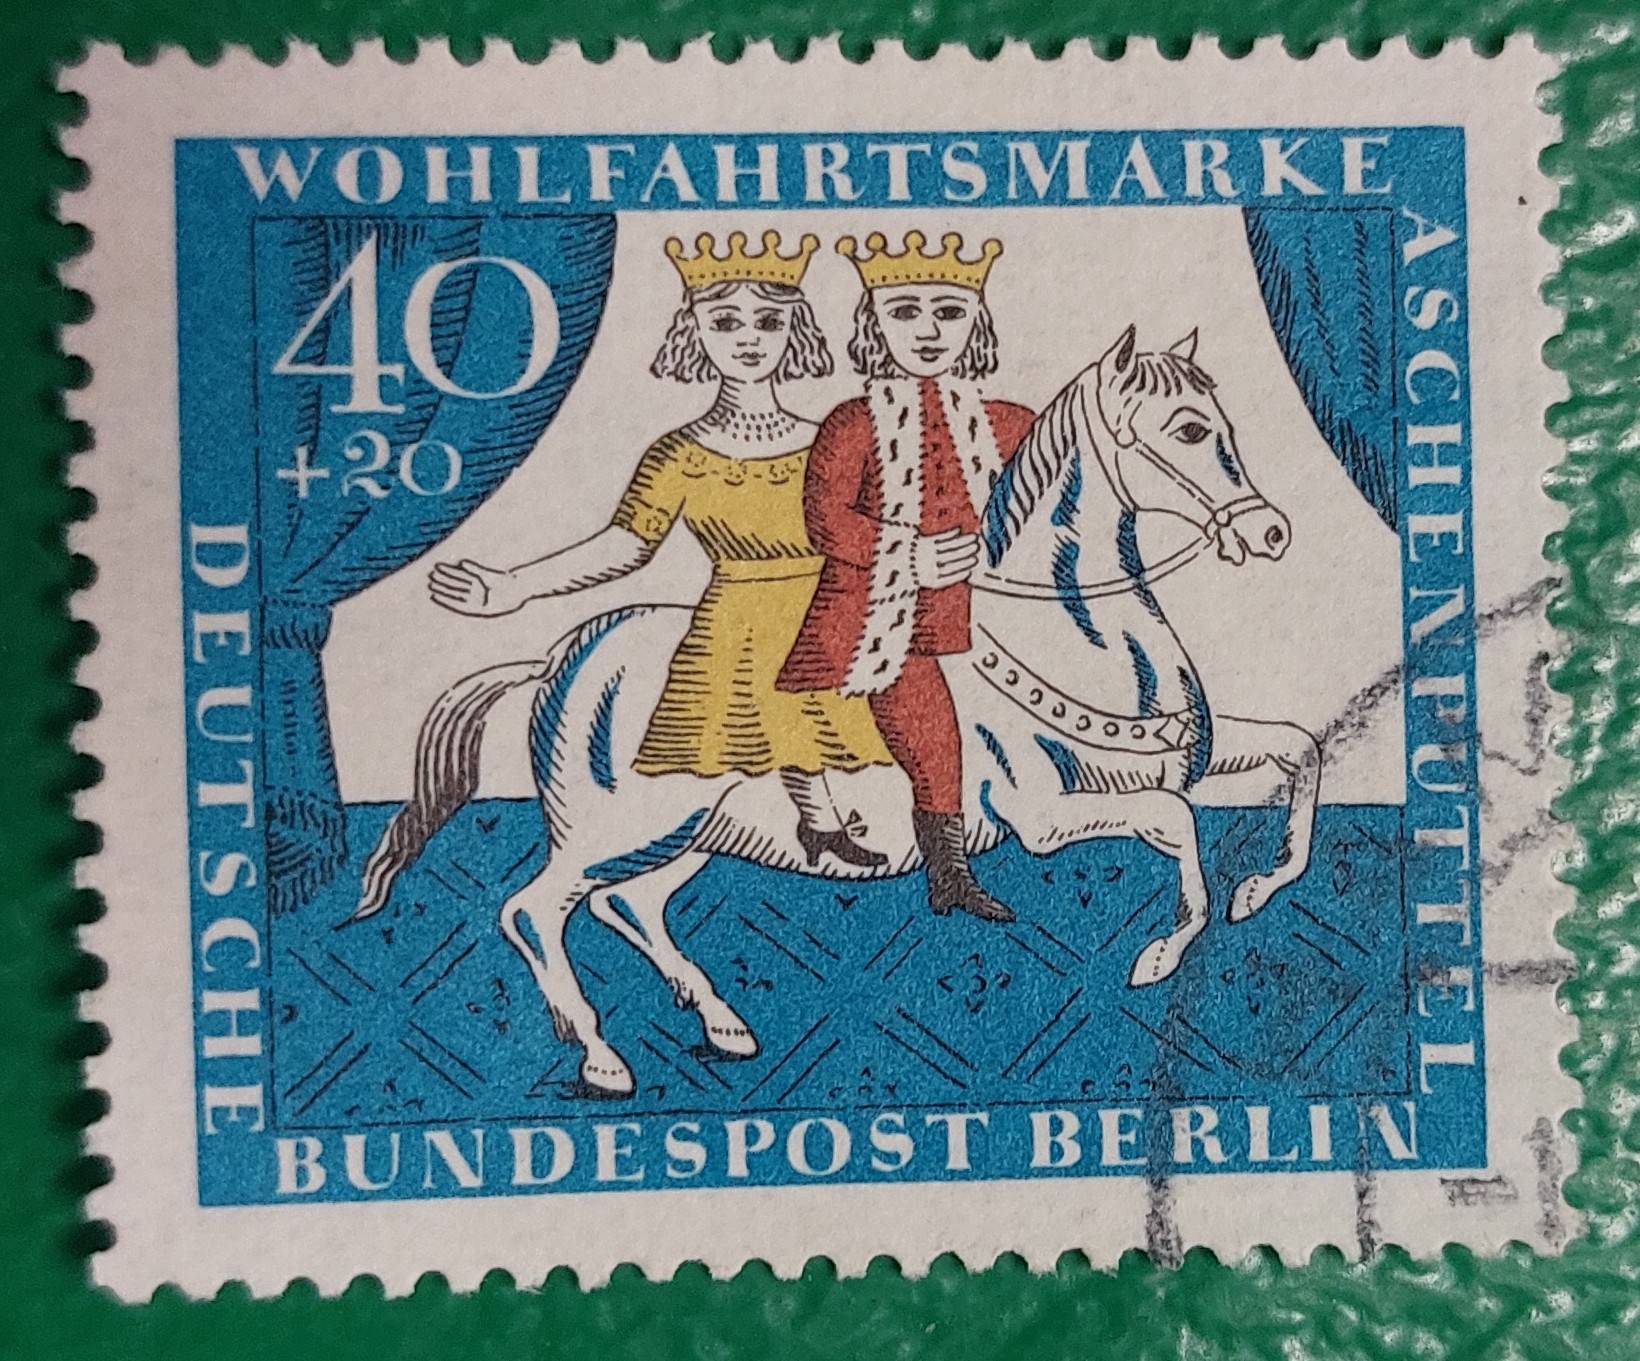 WOHLFAHRTSMARKE
ASCHENPUTTEL
40
+20
DEUTSCHE
BUNDESPOST BERLIN